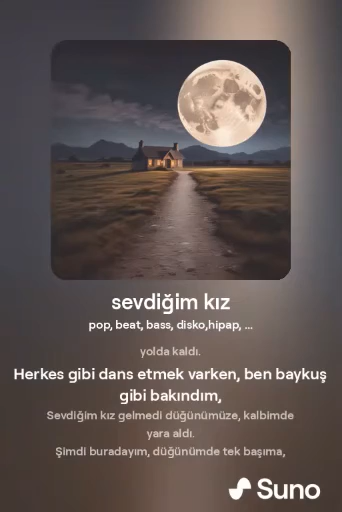 sevdiğim kız
pop, beat, bass, disko,hipap, ...
yolda kaldı.
Herkes gibi dans etmek varken, ben baykuş
gibi bakındım,
Sevdiğim kız gelmedi düğünümüze, kalbimde
yara aldı.
Şimdi buradayım, düğünümde tek başıma,
Suno